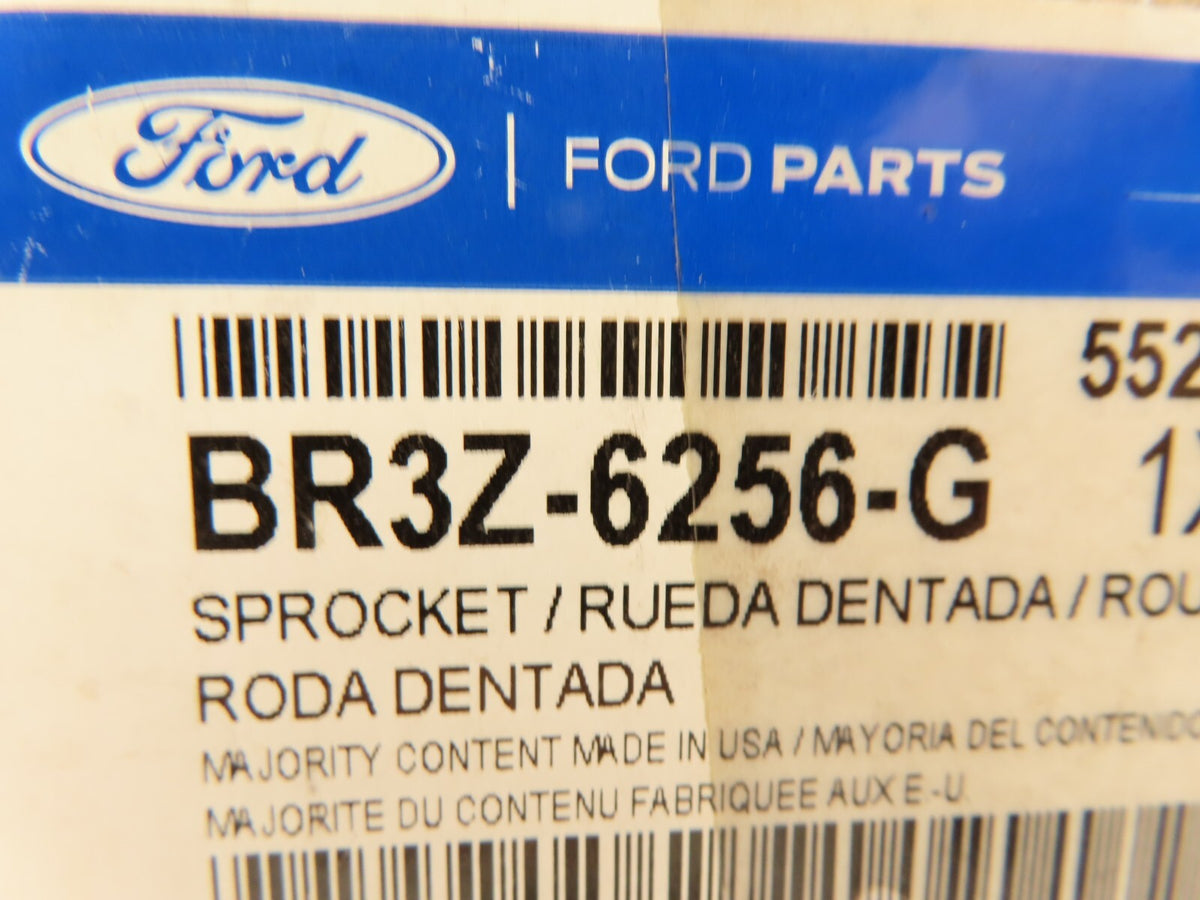 Ford | FORD PARTS
552
BR3Z-6256-G
SPROCKET / RUEDA DENTADA /
RODA DENTADA
MAJORITY CONTENT MADE IN USA / MAYORIA DEL CONTENIDO
MAJORITE DU CONTENU FABRIQUEE AUX E-U